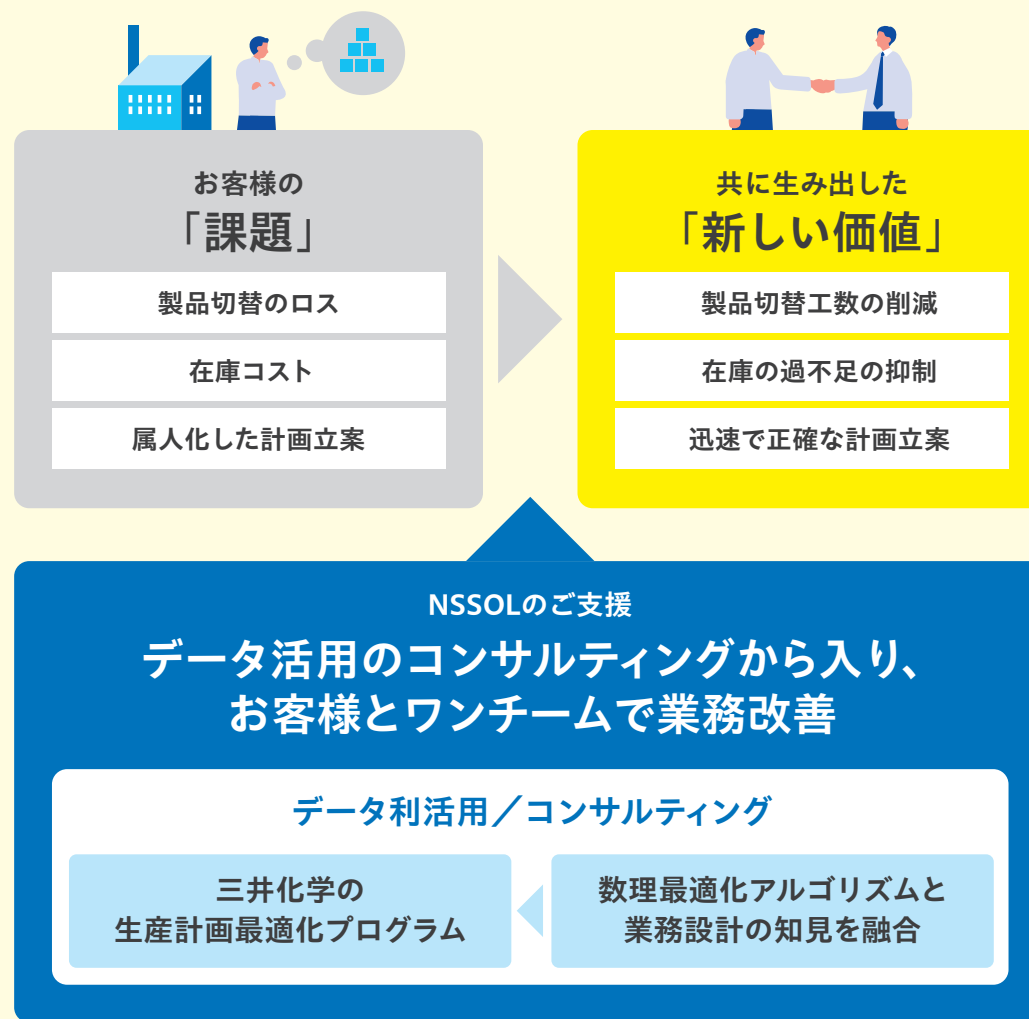 お客様の
「課題」
製品切替のロス
在庫コスト
属人化した計画立案
共に生み出した
「新しい価値」
製品切替工数の削減
在庫の過不足の抑制
迅速で正確な計画立案
NSSOLのご支援
データ活用のコンサルティングから入り、
お客様とワンチームで業務改善
データ利活用／コンサルティング
三井化学の
生産計画最適化プログラム
数理最適化アルゴリズムと
業務設計の知見を融合